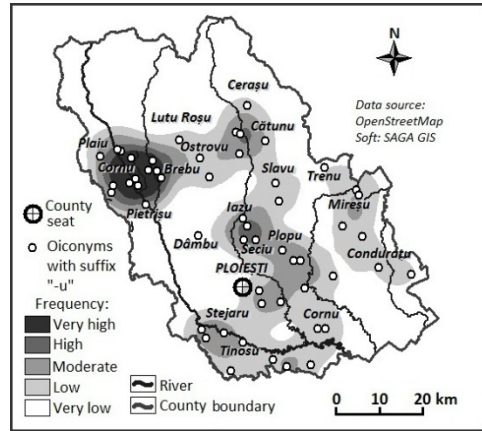 N
Cerașu
Data source:
OpenStreetMap
Soft: SAGA GIS
Lutu Roșu
Cătunu
Plaiu
Ostrovu
Cornu
Brebu
Slavu
Trenu
Mireșu
Pietrișu
Iazu
County
seat
Dâmbu
Seciu
Plopu
Conduratu
Oiconyms
with suffix
"-u"
PLOIEȘTI
Frequency:
Stejaru
Cornu
Very high
High
Tinosu
Moderate
Low
River
Very low
County boundary
0 10 20 km